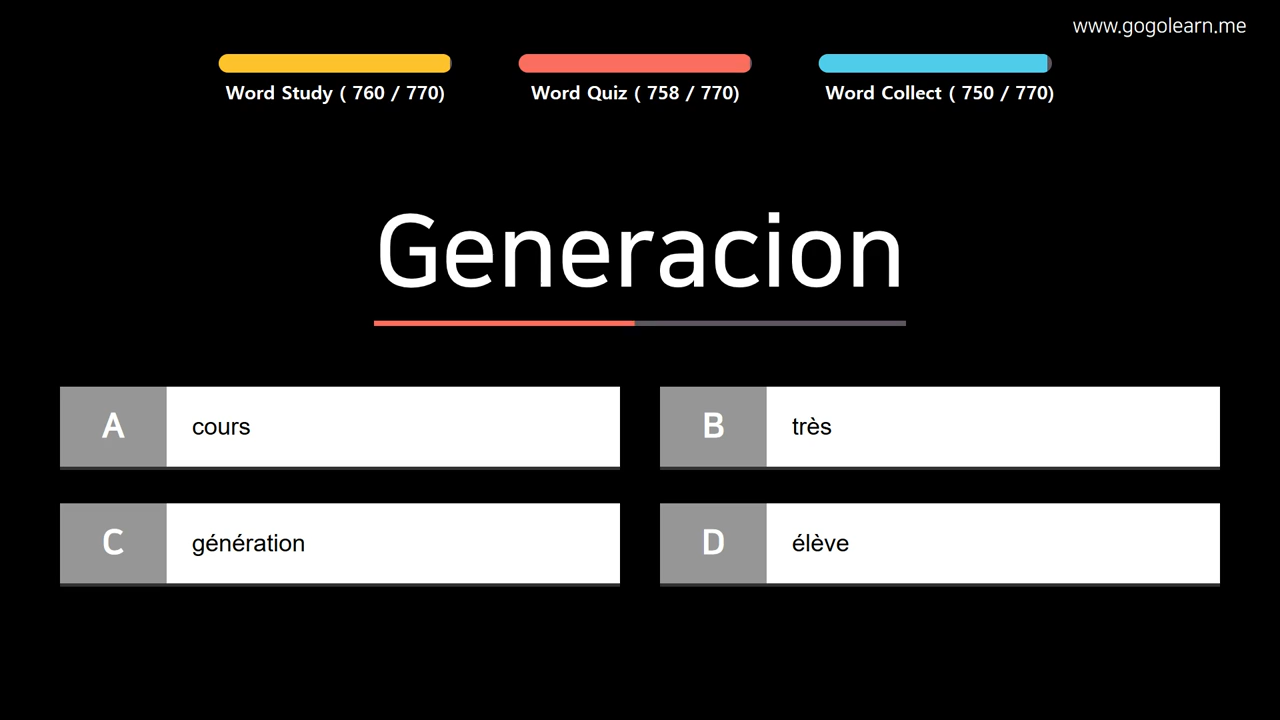 www.gogolearn.me
Word Study ( 760 / 770)
Word Quiz ( 758 / 770)
Word Collect ( 750 / 770)
Generacion
A cours
B très
C génération
D élève